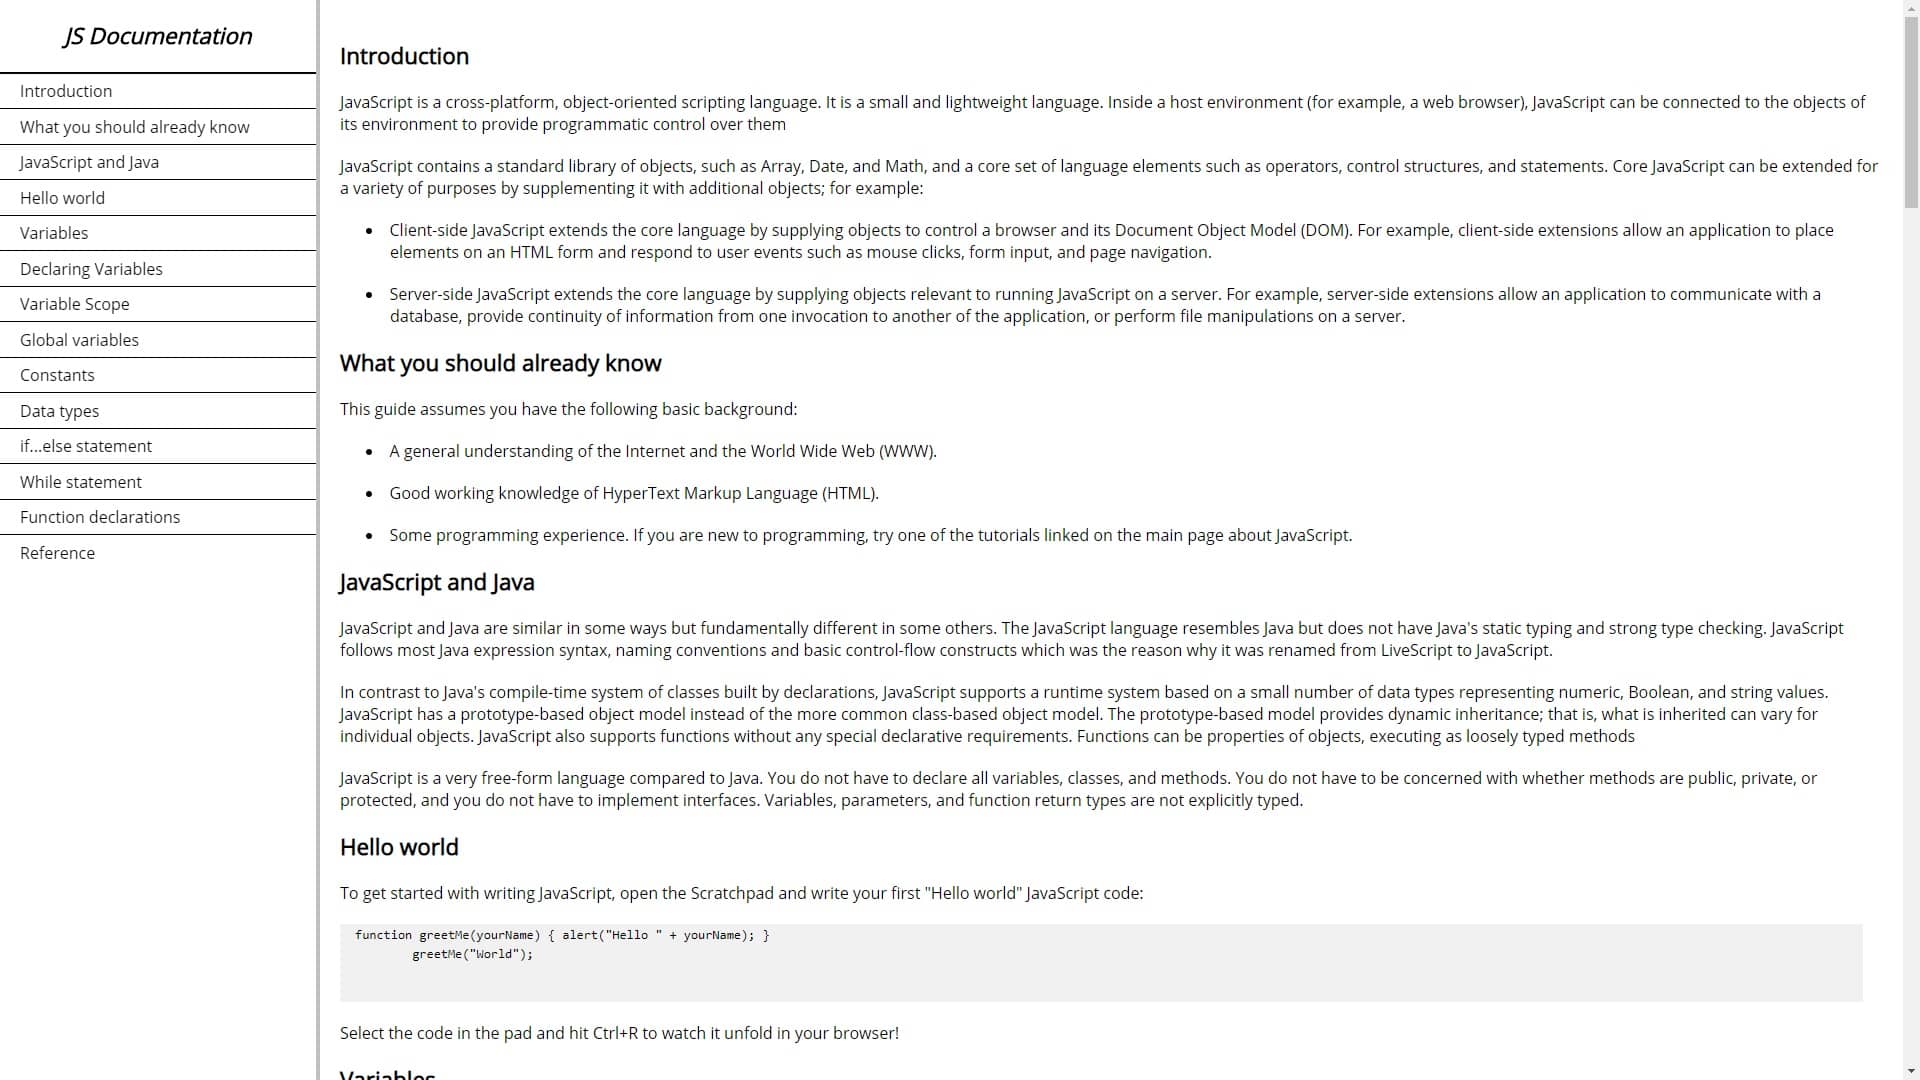 JS Documentation
Introduction
What you should already know
JavaScript and Java
Hello world
Variables
Declaring Variables
Variable Scope
Global variables
Constants
Data types
if...else statement
While statement
Function declarations
Reference
Introduction
JavaScript is a cross-platform, object-oriented scripting language. It is a small and lightweight language. Inside a host environment (for example, a web browser), JavaScript can be connected to the objects of
its environment to provide programmatic control over them
JavaScript contains a standard library of objects, such as Array, Date, and Math, and a core set of language elements such as operators, control structures, and statements. Core JavaScript can be extended for
a variety of purposes by supplementing it with additional objects; for example:
• Client-side JavaScript extends the core language by supplying objects to control a browser and its Document Object Model (DOM). For example, client-side extensions allow an application to place
elements on an HTML form and respond to user events such as mouse clicks, form input, and page navigation.
• Server-side JavaScript extends the core language by supplying objects relevant to running JavaScript on a server. For example, server-side extensions allow an application to communicate with a
database, provide continuity of information from one invocation to another of the application, or perform file manipulations on a server.
What you should already know
This guide assumes you have the following basic background:
• A general understanding of the Internet and the World Wide Web (WWW).
• Good working knowledge of HyperText Markup Language (HTML).
• Some programming experience. If you are new to programming, try one of the tutorials linked on the main page about JavaScript.
JavaScript and Java
JavaScript and Java are similar in some ways but fundamentally different in some others. The JavaScript language resembles Java but does not have Java's static typing and strong type checking. JavaScript
follows most Java expression syntax, naming conventions and basic control-flow constructs which was the reason why it was renamed from LiveScript to JavaScript.
In contrast to Java's compile-time system of classes built by declarations, JavaScript supports a runtime system based on a small number of data types representing numeric, Boolean, and string values.
JavaScript has a prototype-based object model instead of the more common class-based object model. The prototype-based model provides dynamic inheritance; that is, what is inherited can vary for
individual objects. JavaScript also supports functions without any special declarative requirements. Functions can be properties of objects, executing as loosely typed methods
JavaScript is a very free-form language compared to Java. You do not have to declare all variables, classes, and methods. You do not have to be concerned with whether methods are public, private, or
protected, and you do not have to implement interfaces. Variables, parameters, and function return types are not explicitly typed.
Hello world
To get started with writing JavaScript, open the Scratchpad and write your first "Hello world" JavaScript code:
function greetMe(yourName) { alert("Hello " + yourName); }
greetMe("World");
Select the code in the pad and hit Ctrl+R to watch it unfold in your browser!
Variables